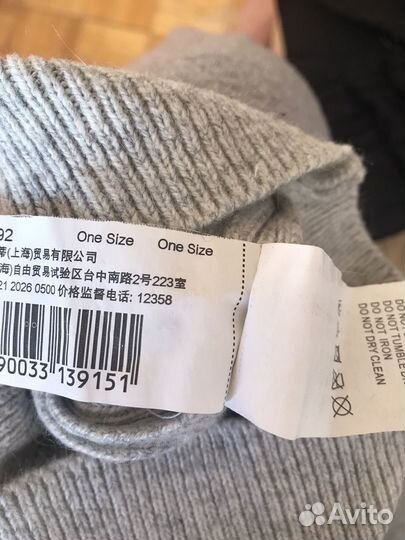 92 One Size One Size
蒂(上海)贸易有限公司
海)自由贸易试验区台中南路2号223室
21 2026 0500 价格监督电话: 12358
90033 139151
DO NOT TUMBLE D
DO NOT IRON
DO NOT DRY CLEAN
Avito